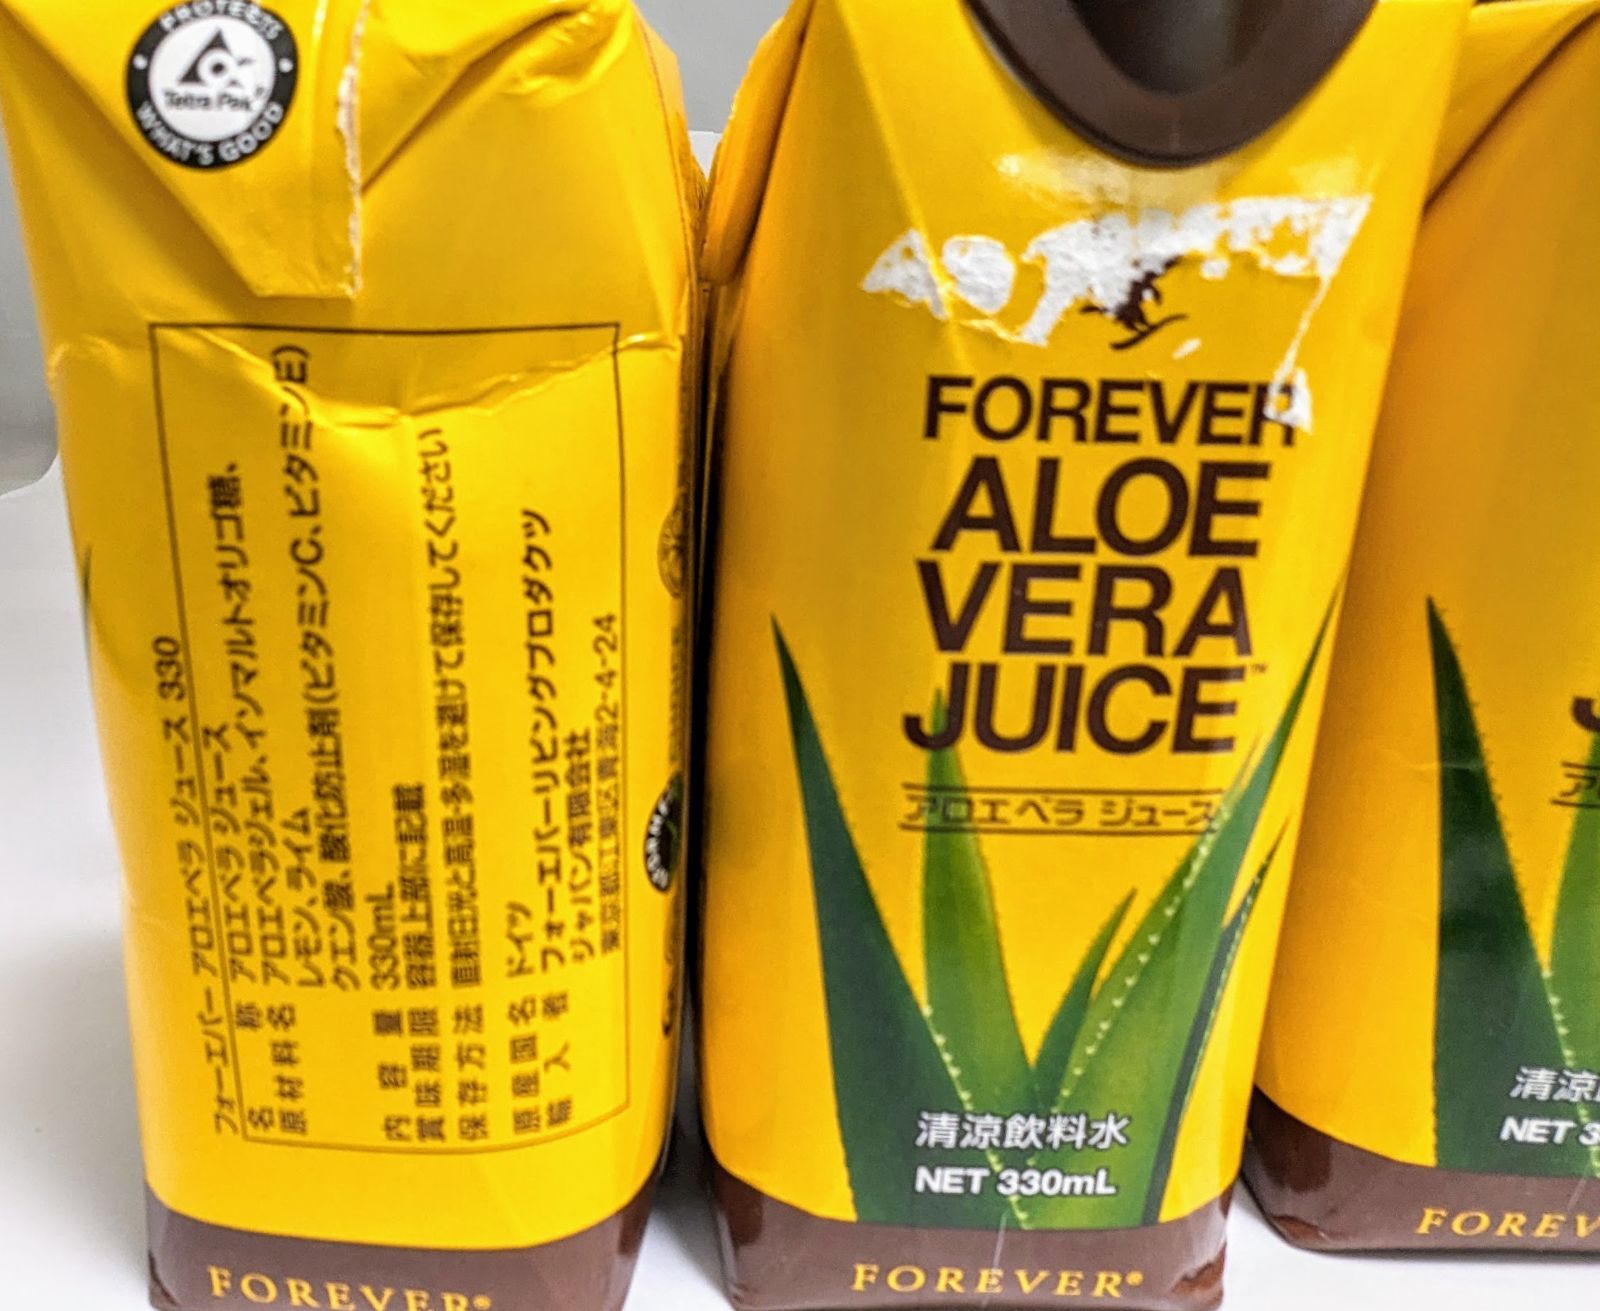 PROTECTS
Tetra Pak®
WHAT'S GOOD
フォーエバー アロエベラ ジュース 330
名称 アロエベラ ジュース
原材料名 アロエベラジェル、イソマルトオリゴ糖、
レモン、ライム
クエン酸、酸化防止剤(ビタミンC、ビタミンE)
内容量 330mL
賞味期限 容器上部に記載
保存方法 直射日光と高温・多湿を避けて保存してください
原産国名 ドイツ
輸入者 フォーエバーリビングプロダクツ
ジャパン有限会社
東京都江東区青海2-4-24
FOREVER®
FOREVER
ALOE
VERA
JUICE™
アロエベラ ジュース
清涼飲料水
NET 330mL
FOREVER®
清涼
NET 3
FOREV